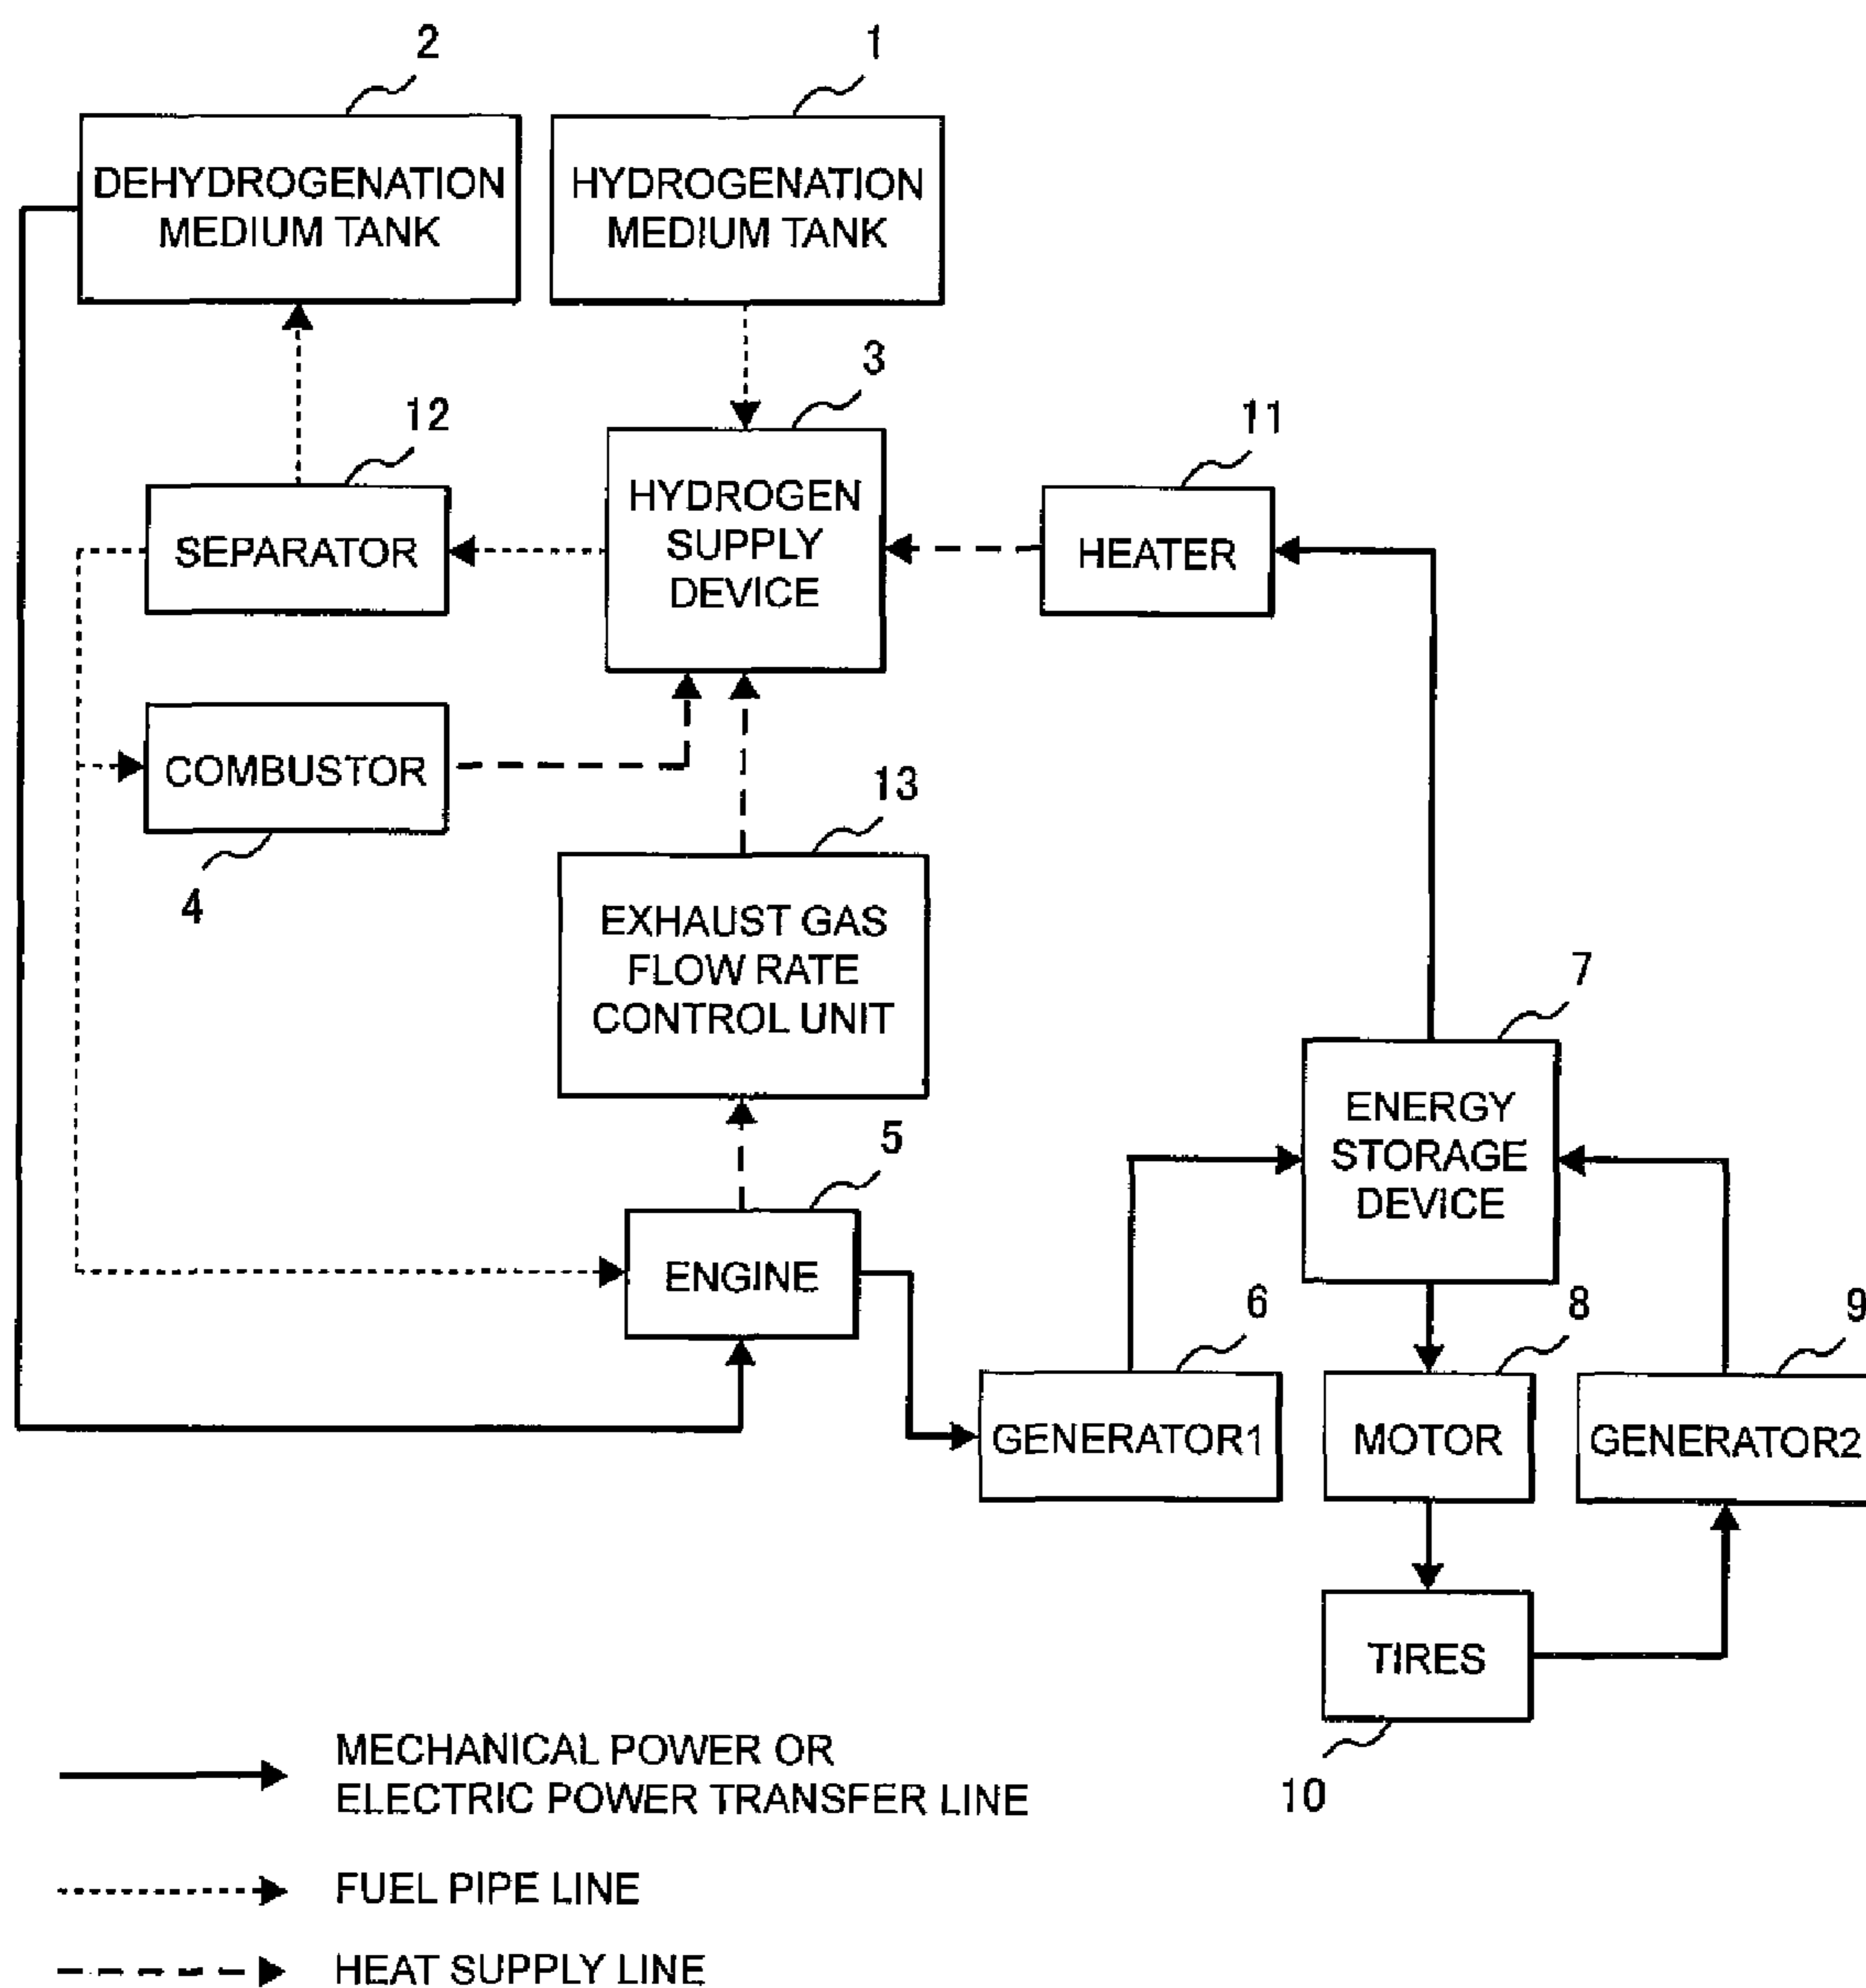 2
1
DEHYDROGENATION
MEDIUM TANK
HYDROGENATION
MEDIUM TANK
3
12
11
HYDROGEN
SUPPLY
DEVICE
SEPARATOR
HEATER
COMBUSTOR
13
4
EXHAUST GAS
FLOW RATE
CONTROL UNIT
7
5
ENERGY
STORAGE
DEVICE
ENGINE
6
8
9
GENERATOR1
MOTOR
GENERATOR2
TIRES
10
MECHANICAL POWER OR
ELECTRIC POWER TRANSFER LINE
FUEL PIPE LINE
HEAT SUPPLY LINE